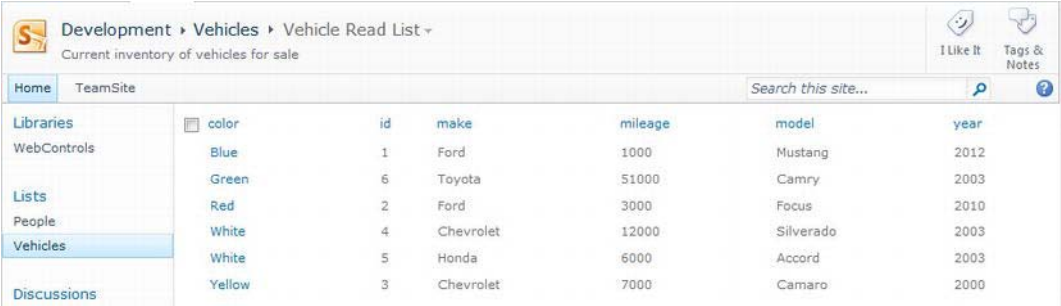 Development ▸ Vehicles ▸ Vehicle Read List
Current inventory of vehicles for sale
I Like It
Tags & Notes
Home TeamSite
Search this site...
Libraries
WebControls
Lists
People
Vehicles
Discussions
color id make mileage model year
Blue 1 Ford 1000 Mustang 2012
Green 6 Toyota 51000 Camry 2003
Red 2 Ford 3000 Focus 2010
White 4 Chevrolet 12000 Silverado 2003
White 5 Honda 6000 Accord 2003
Yellow 3 Chevrolet 7000 Camaro 2000